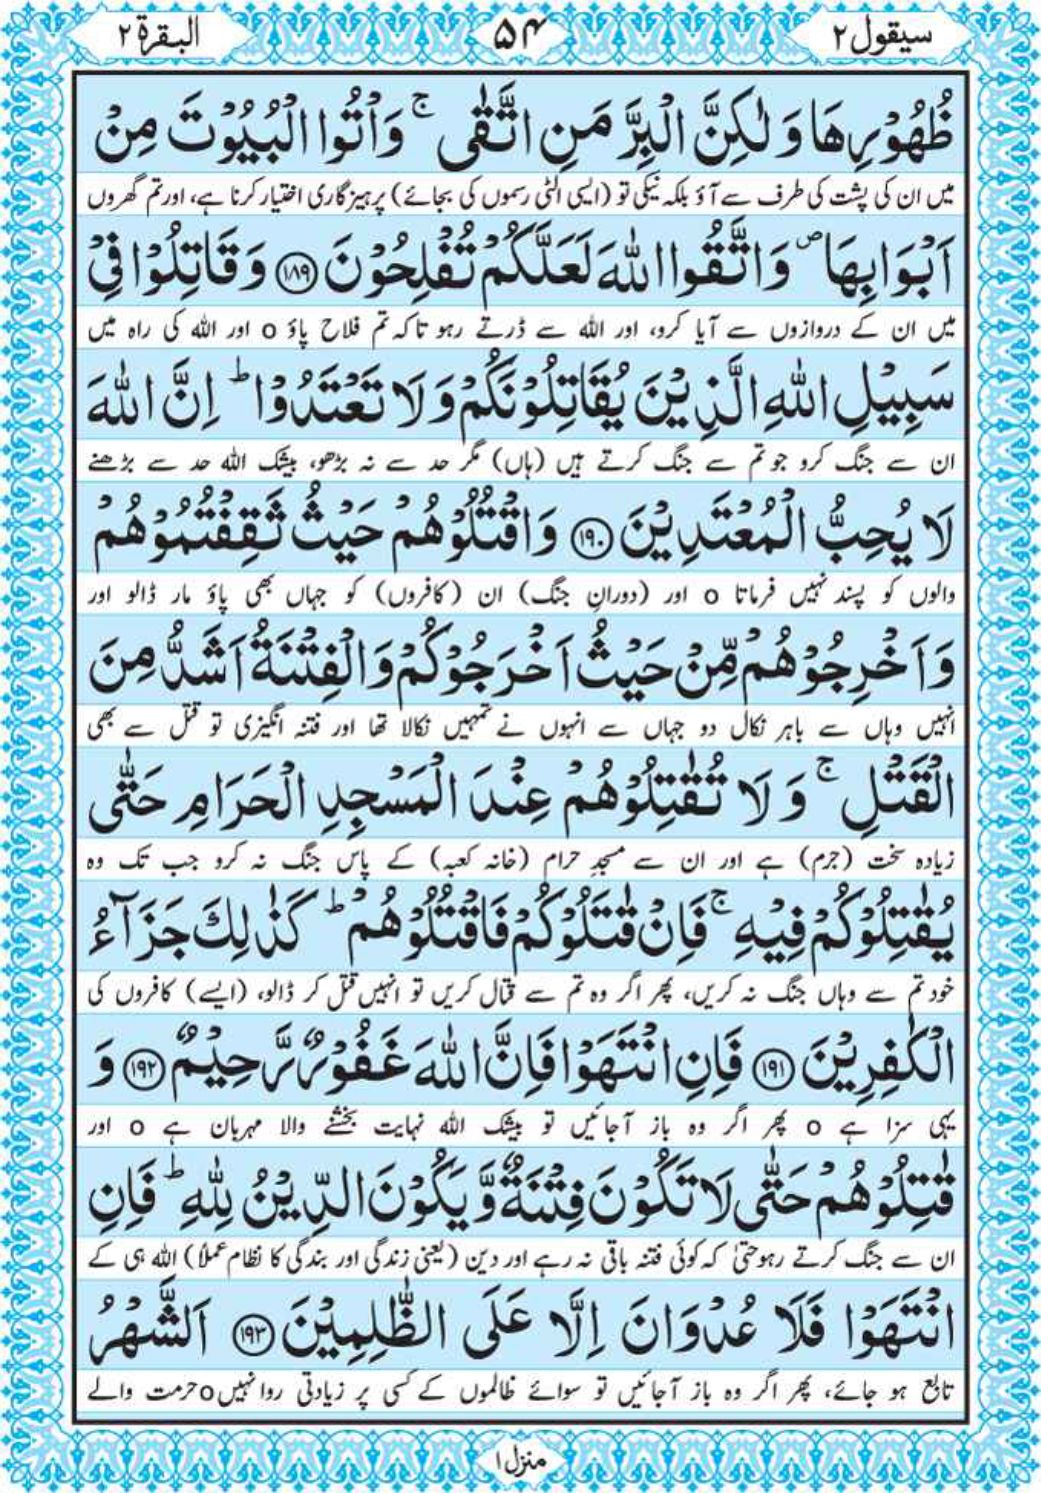 سيقول ٢
٥٤
البقرة ٢
ظُهُوْرِهَا وَ لٰكِنَّ الْبِرَّ مَنِ اتَّقٰى ۚ وَاْتُوا الْبُيُوْتَ مِنْ
میں ان کی پشت کی طرف سے آؤ بلکہ نیکی تو (ایسی الٹی رسموں کی بجائے) پرہیزگاری اختیار کرنا ہے، اور تم گھروں
اَبْوَابِهَا ۪ وَاتَّقُوا اللّٰهَ لَعَلَّكُمْ تُفْلِحُوْنَ ﴿١٨٩﴾ وَ قَاتِلُوْا فِيْ
میں ان کے دروازوں سے آیا کرو، اور اللہ سے ڈرتے رہو تاکہ تم فلاح پاؤ o اور اللہ کی راہ میں
سَبِيْلِ اللّٰهِ الَّذِيْنَ يُقَاتِلُوْنَكُمْ وَ لَا تَعْتَدُوْا ؕ اِنَّ اللّٰهَ
ان سے جنگ کرو جو تم سے جنگ کرتے ہیں (ہاں) مگر حد سے نہ بڑھو، بیشک اللہ حد سے بڑھنے
لَا يُحِبُّ الْمُعْتَدِيْنَ ﴿١٩٠﴾ وَ اقْتُلُوْهُمْ حَيْثُ ثَقِفْتُمُوْهُمْ
والوں کو پسند نہیں فرماتا o اور (دورانِ جنگ) ان (کافروں) کو جہاں بھی پاؤ مار ڈالو اور
وَ اَخْرِجُوْهُمْ مِّنْ حَيْثُ اَخْرَجُوْكُمْ وَ الْفِتْنَةُ اَشَدُّ مِنَ
انہیں وہاں سے باہر نکال دو جہاں سے انہوں نے تمہیں نکالا تھا اور فتنہ انگیزی تو قتل سے بھی
الْقَتْلِ ۚ وَ لَا تُقٰتِلُوْهُمْ عِنْدَ الْمَسْجِدِ الْحَرَامِ حَتّٰى
زیادہ سخت (جرم) ہے اور ان سے مسجدِ حرام (خانہ کعبہ) کے پاس جنگ نہ کرو جب تک وہ
يُقٰتِلُوْكُمْ فِيْهِ ۚ فَاِنْ قٰتَلُوْكُمْ فَاقْتُلُوْهُمْ ؕ كَذٰلِكَ جَزَآءُ
خود تم سے وہاں جنگ نہ کریں، پھر اگر وہ تم سے قتال کریں تو انہیں قتل کر ڈالو، (ایسے) کافروں کی
الْكٰفِرِيْنَ ﴿١٩١﴾ فَاِنِ انْتَهَوْا فَاِنَّ اللّٰهَ غَفُوْرٌ رَّحِيْمٌ ﴿١٩٢﴾ وَ
یہی سزا ہے o پھر اگر وہ باز آجائیں تو بیشک اللہ نہایت بخشنے والا مہربان ہے o اور
قٰتِلُوْهُمْ حَتّٰى لَا تَكُوْنَ فِتْنَةٌ وَّ يَكُوْنَ الدِّيْنُ لِلّٰهِ ؕ فَاِنِ
ان سے جنگ کرتے رہو حتیٰ کہ کوئی فتنہ باقی نہ رہے اور دین (یعنی زندگی اور بندگی کا نظام عملاً) اللہ ہی کے
انْتَهَوْا فَلَا عُدْوَانَ اِلَّا عَلَى الظّٰلِمِيْنَ ﴿١٩٣﴾ اَلشَّهْرُ
تابع ہو جائے، پھر اگر وہ باز آجائیں تو سوائے ظالموں کے کسی پر زیادتی روا نہیں o حرمت والے
منزل ١